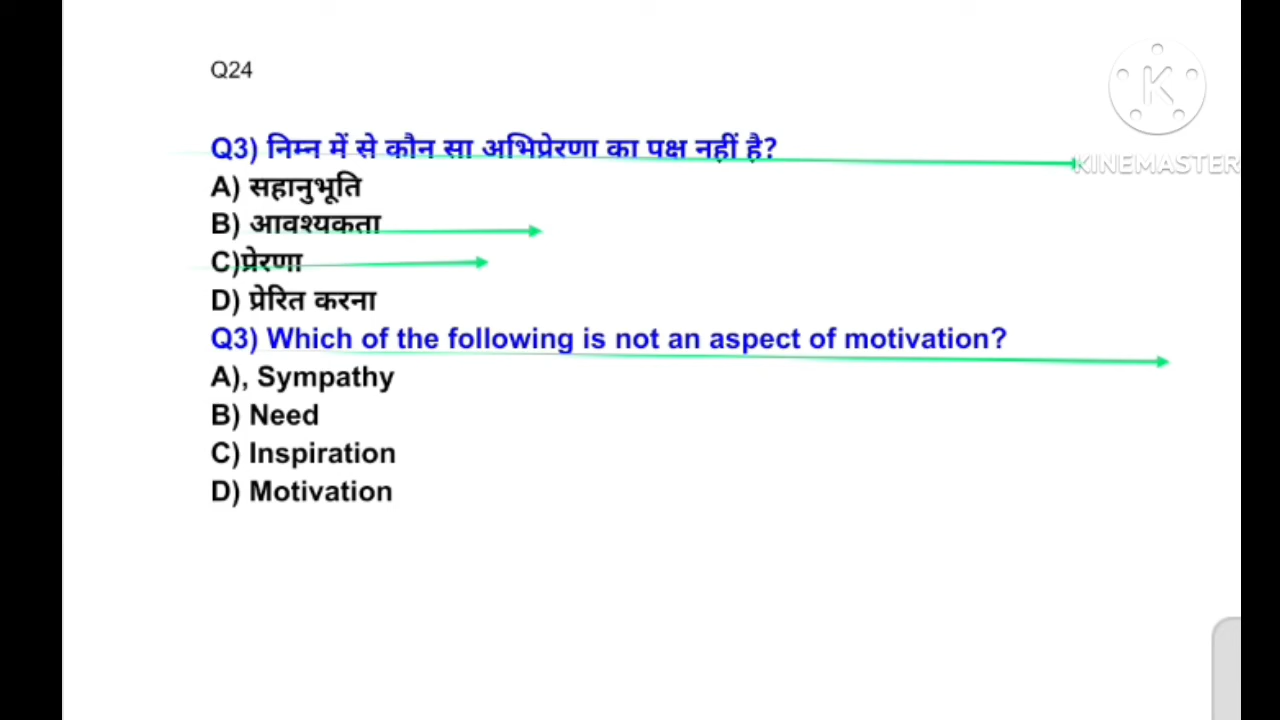 Q24
Q3) निम्न में से कौन सा अभिप्रेरणा का पक्ष नहीं है?
A) सहानुभूति
B) आवश्यकता
C)प्रेरणा
D) प्रेरित करना
Q3) Which of the following is not an aspect of motivation?
A), Sympathy
B) Need
C) Inspiration
D) Motivation
K
KINEMASTER